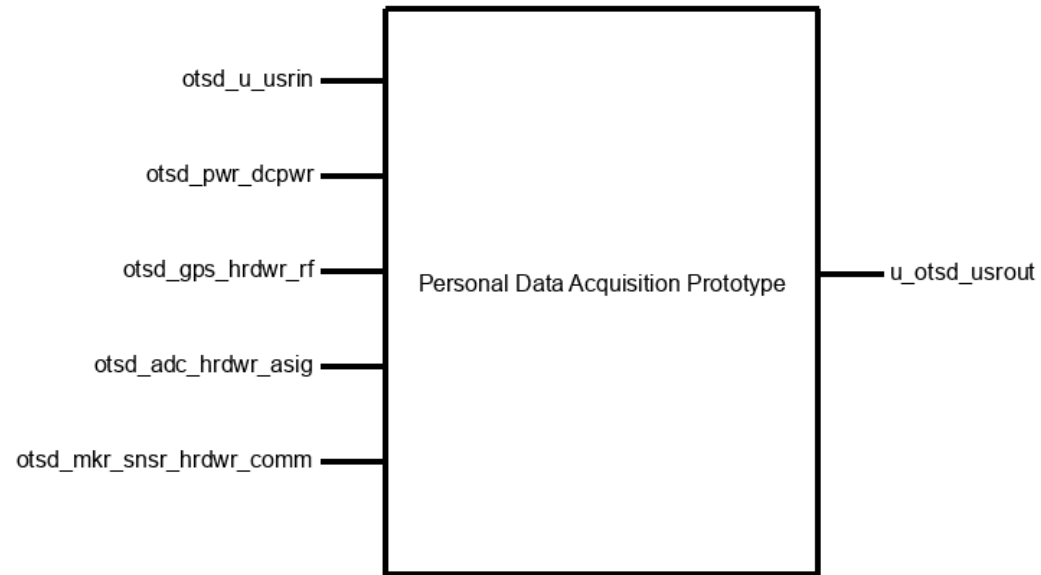 otsd_u_usrin
otsd_pwr_dcpwr
otsd_gps_hrdwr_rf
otsd_adc_hrdwr_asig
otsd_mkr_snsr_hrdwr_comm
Personal Data Acquisition Prototype
u_otsd_usrout